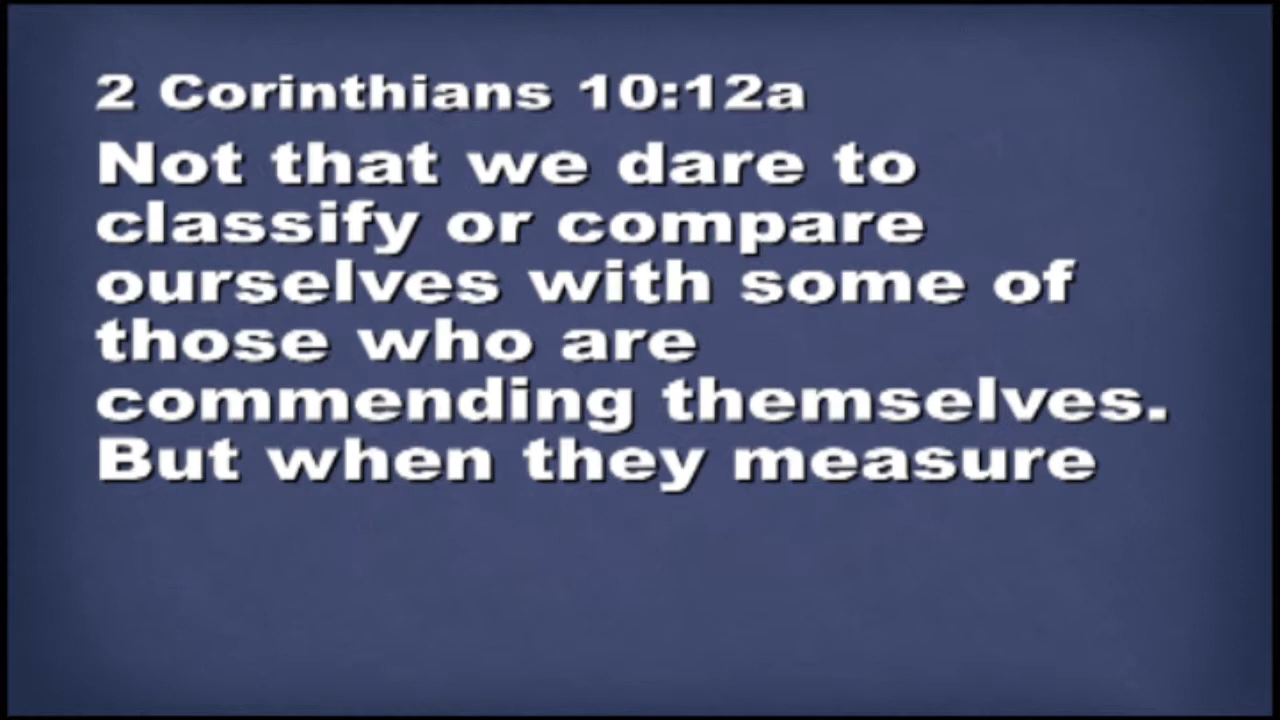 2 Corinthians 10:12a
Not that we dare to
classify or compare
ourselves with some of
those who are
commending themselves.
But when they measure